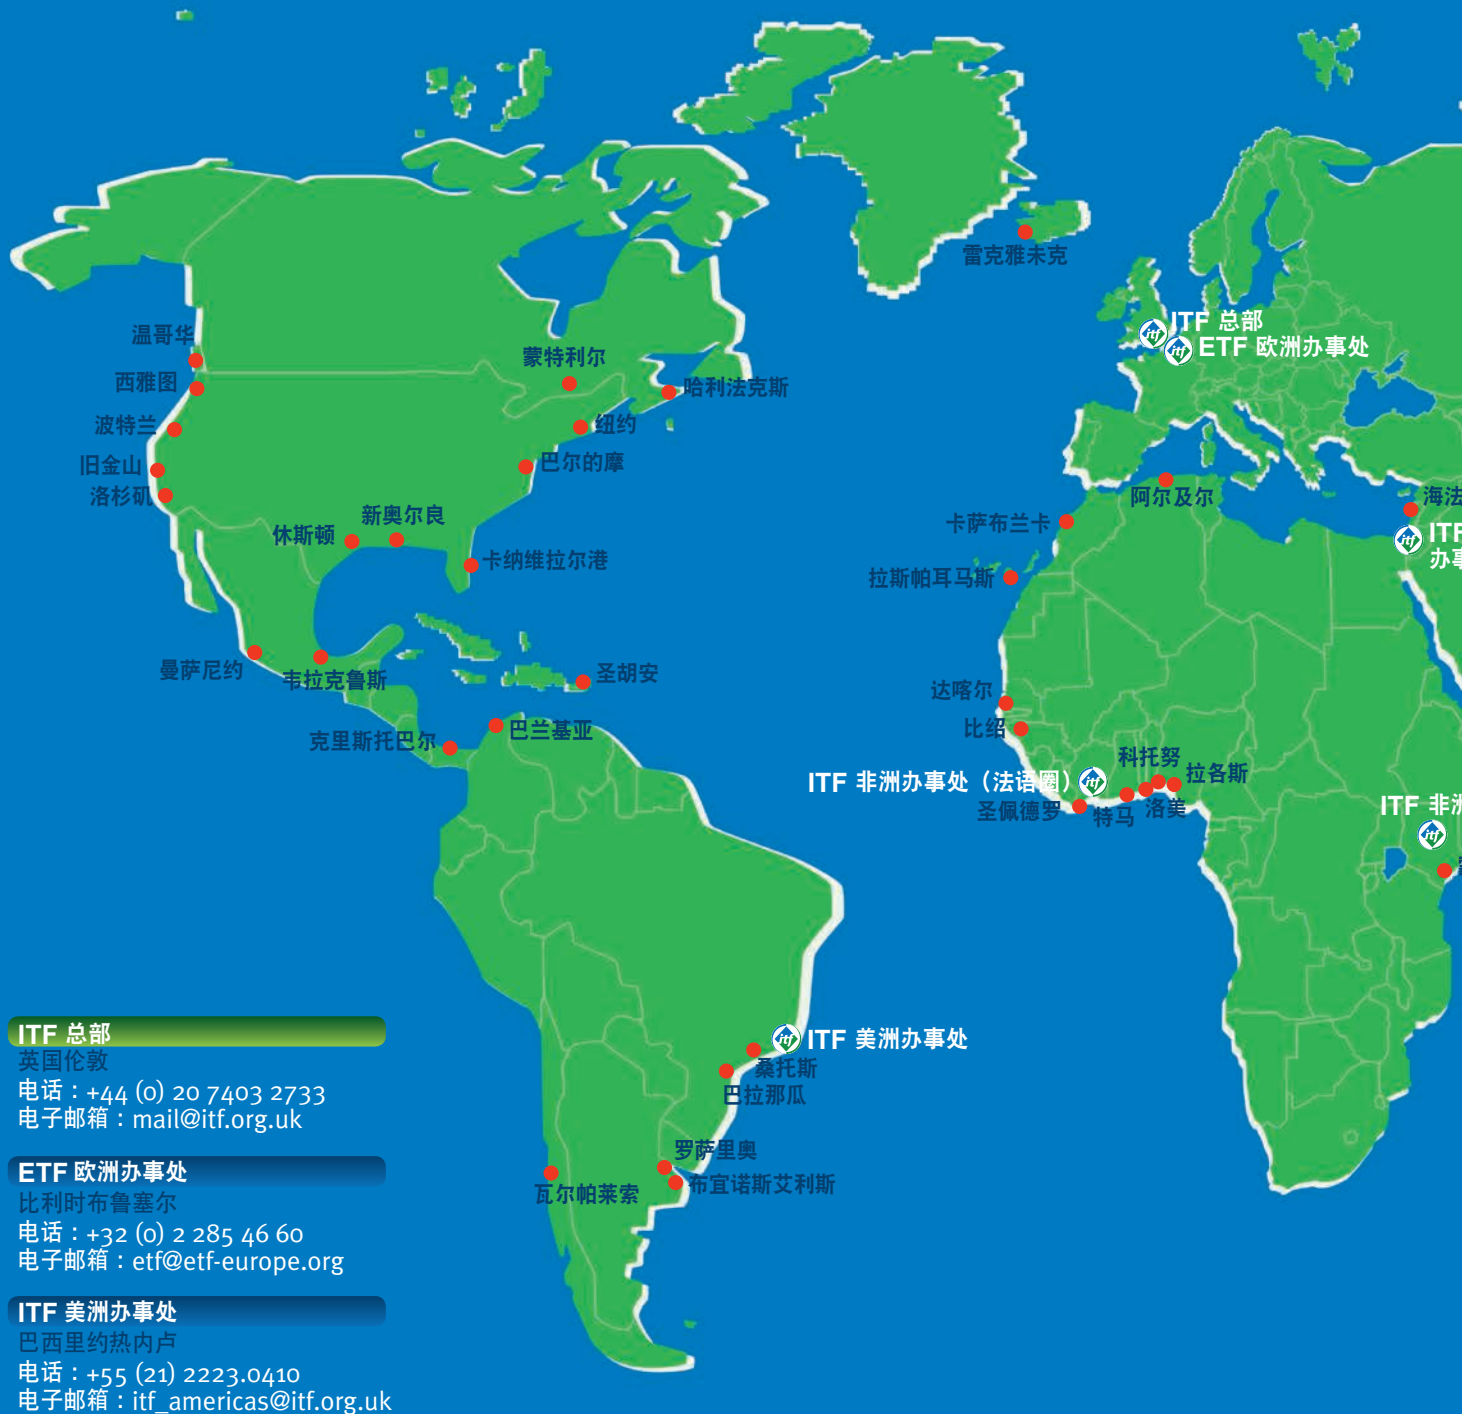 雷克雅未克
ITF 总部
ETF 欧洲办事处
温哥华
蒙特利尔
西雅图
哈利法克斯
波特兰
纽约
旧金山
巴尔的摩
洛杉矶
阿尔及尔
海法
新奥尔良
休斯顿
卡萨布兰卡
ITF
办事
卡纳维拉尔港
拉斯帕耳马斯
曼萨尼约
韦拉克鲁斯
圣胡安
达喀尔
巴兰基亚
比绍
克里斯托巴尔
科托努
拉各斯
ITF 非洲办事处（法语圈）
圣佩德罗
特马
洛美
ITF 非洲
ITF 美洲办事处
桑托斯
巴拉那瓜
罗萨里奥
布宜诺斯艾利斯
瓦尔帕莱索
ITF 总部
英国伦敦
电话：+44 (0) 20 7403 2733
电子邮箱：mail@itf.org.uk
ETF 欧洲办事处
比利时布鲁塞尔
电话：+32 (0) 2 285 46 60
电子邮箱：etf@etf-europe.org
ITF 美洲办事处
巴西里约热内卢
电话：+55 (21) 2223.0410
电子邮箱：itf_americas@itf.org.uk